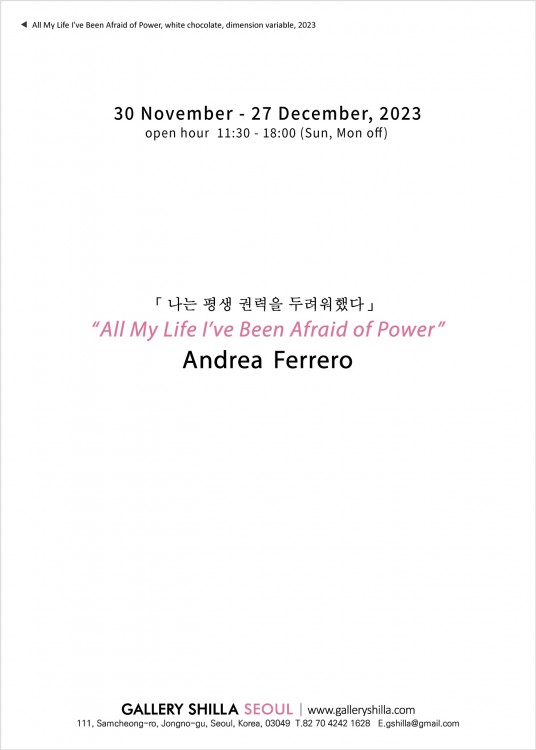 ◀ All My Life I've Been Afraid of Power, white chocolate, dimension variable, 2023
30 November - 27 December, 2023
open hour 11:30 - 18:00 (Sun, Mon off)
「 나는 평생 권력을 두려워했다 」
“All My Life I've Been Afraid of Power”
Andrea Ferrero
GALLERY SHILLA SEOUL | www.galleryshilla.com
111, Samcheong-ro, Jongno-gu, Seoul, Korea, 03049 T.82 70 4242 1628 E.gshilla@gmail.com